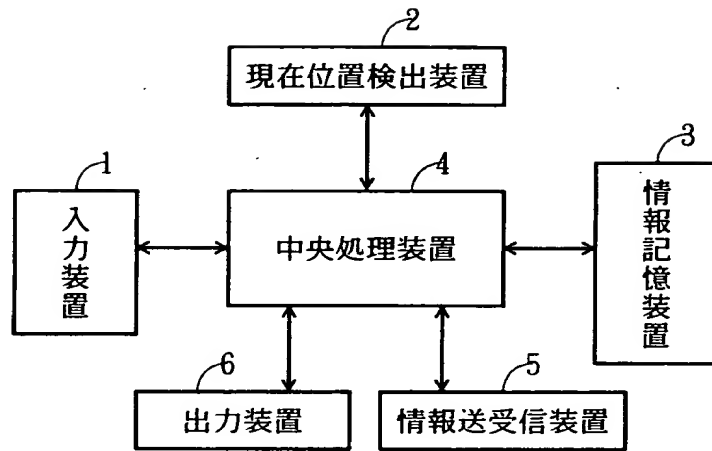 2
現在位置検出装置
1
入力装置
4
中央処理装置
3
情報記憶装置
6
出力装置
5
情報送受信装置